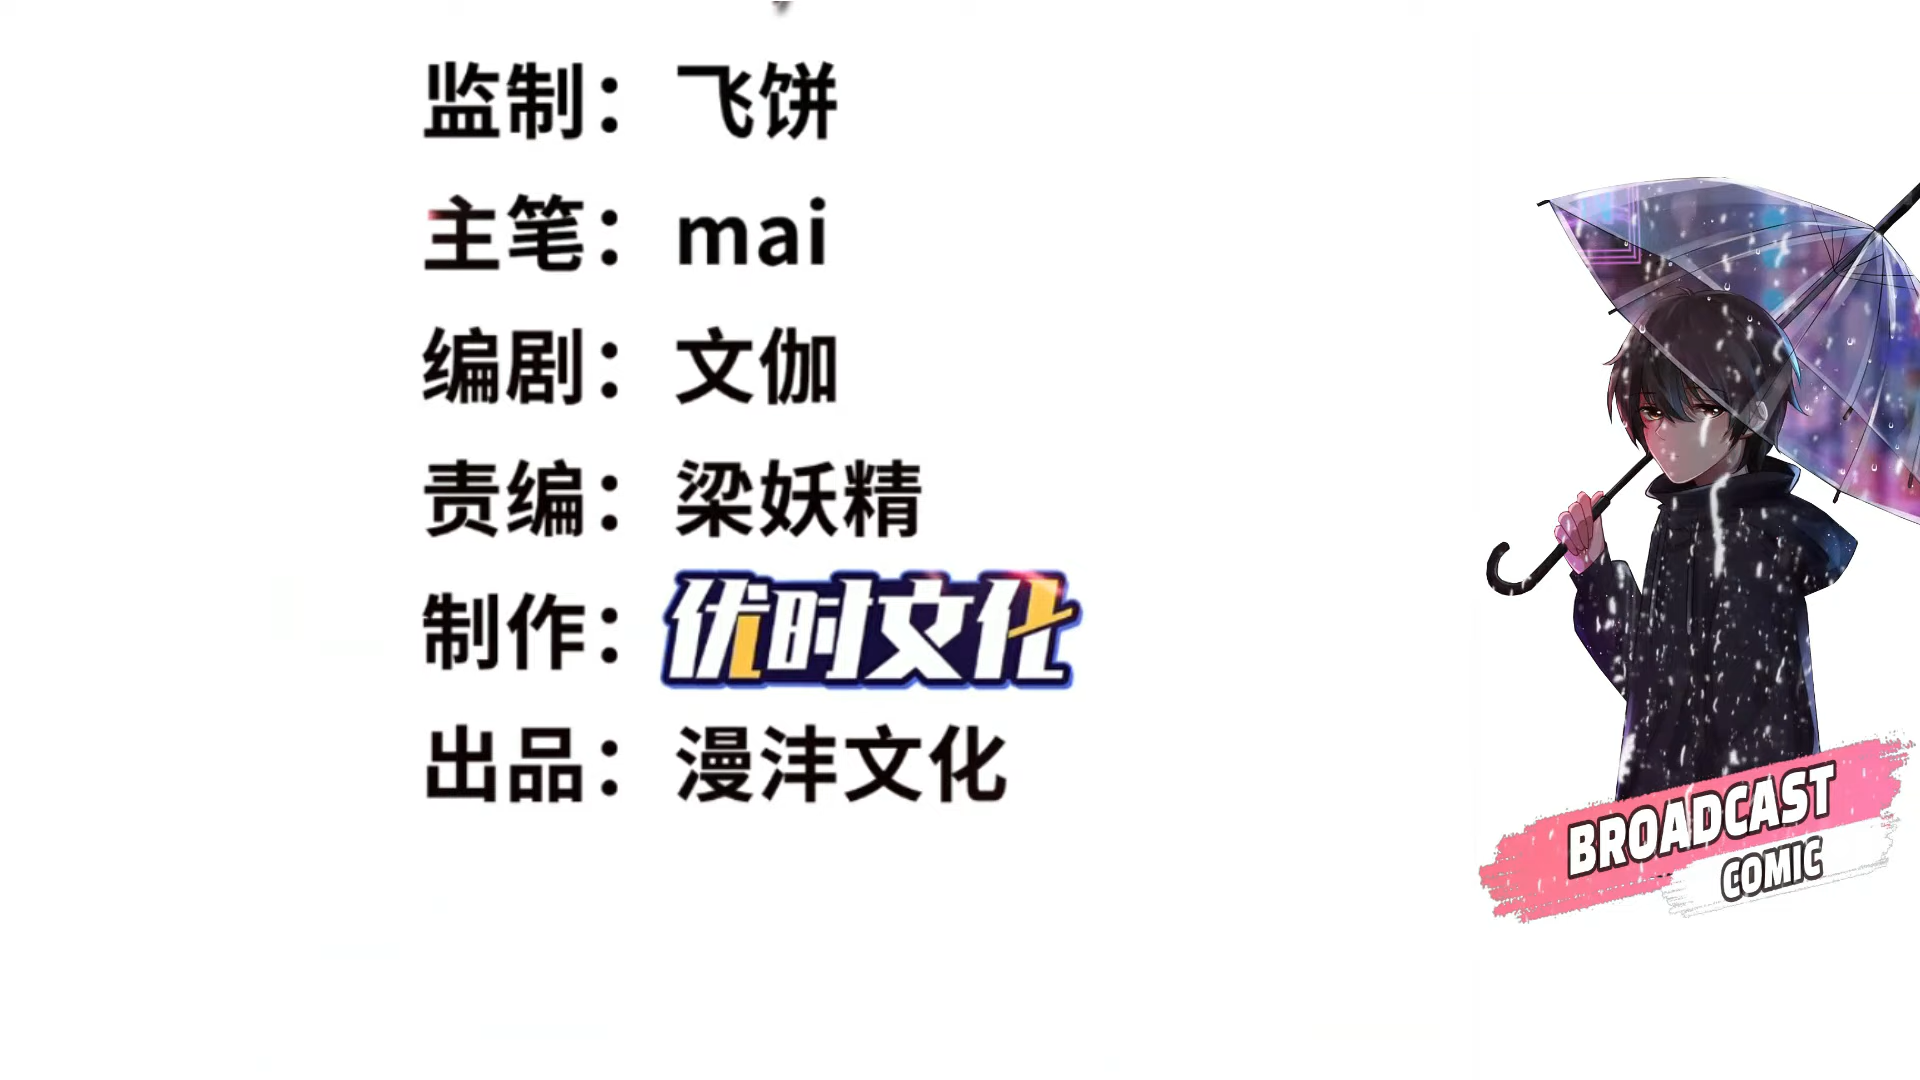 监制：飞饼
主笔：mai
编剧：文伽
责编：梁妖精
制作：优时文化
出品：漫沣文化
BROADCAST
COMIC